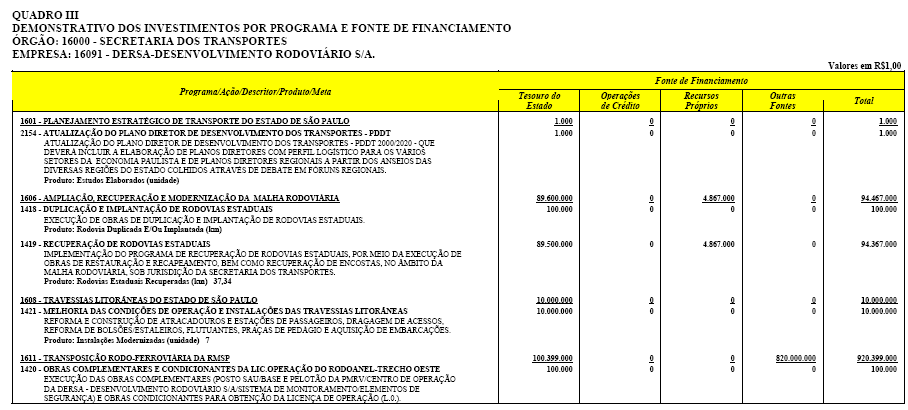 QUADRO III
DEMONSTRATIVO DOS INVESTIMENTOS POR PROGRAMA E FONTE DE FINANCIAMENTO
ÓRGÃO: 16000 - SECRETARIA DOS TRANSPORTES
EMPRESA: 16091 - DERSA-DESENVOLVIMENTO RODOVIÁRIO S/A.
Valores em R$1,00
Programa/Ação/Descritor/Produto/Meta
Fonte de Financiamento
Tesouro do Estado
Operações de Crédito
Recursos Próprios
Outras Fontes
Total
1601 - PLANEJAMENTO ESTRATÉGICO DE TRANSPORTE DO ESTADO DE SÃO PAULO 1.000 0 0 0 1.000
2154 - ATUALIZAÇÃO DO PLANO DIRETOR DE DESENVOLVIMENTO DOS TRANSPORTES - PDDT 1.000 0 0 0 1.000
ATUALIZAÇÃO DO PLANO DIRETOR DE DESENVOLVIMENTO DOS TRANSPORTES - PDDT 2000/2020 - QUE
DEVERÁ INCLUIR A ELABORAÇÃO DE PLANOS DIRETORES COM PERFIL LOGÍSTICO PARA OS VÁRIOS
SETORES DA ECONOMIA PAULISTA E DE PLANOS DIRETORES REGIONAIS A PARTIR DOS ANSEIOS DAS
DIVERSAS REGIÕES DO ESTADO COLHIDOS ATRAVÉS DE DEBATE EM FORUNS REGIONAIS.
Produto: Estudos Elaborados (unidade)
1606 - AMPLIAÇÃO, RECUPERAÇÃO E MODERNIZAÇÃO DA MALHA RODOVIÁRIA 89.600.000 0 4.867.000 0 94.467.000
1418 - DUPLICAÇÃO E IMPLANTAÇÃO DE RODOVIAS ESTADUAIS 100.000 0 0 0 100.000
EXECUÇÃO DE OBRAS DE DUPLICAÇÃO E IMPLANTAÇÃO DE RODOVIAS ESTADUAIS.
Produto: Rodovia Duplicada E/Ou Implantada (km)
1419 - RECUPERAÇÃO DE RODOVIAS ESTADUAIS 89.500.000 0 4.867.000 0 94.367.000
IMPLEMENTAÇÃO DO PROGRAMA DE RECUPERAÇÃO DE RODOVIAS ESTADUAIS, POR MEIO DA EXECUÇÃO DE
OBRAS DE RESTAURAÇÃO E RECAPEAMENTO, BEM COMO RECUPERAÇÃO DE ENCOSTAS, NO ÂMBITO DA
MALHA RODOVIÁRIA, SOB JURISDIÇÃO DA SECRETARIA DOS TRANSPORTES.
Produto: Rodovias Estaduais Recuperadas (km) 37,34
1608 - TRAVESSIAS LITORÂNEAS DO ESTADO DE SÃO PAULO 10.000.000 0 0 0 10.000.000
1421 - MELHORIA DAS CONDIÇÕES DE OPERAÇÃO E INSTALAÇÕES DAS TRAVESSIAS LITORÂNEAS 10.000.000 0 0 0 10.000.000
REFORMA E CONSTRUÇÃO DE ATRACADOUROS E ESTAÇÕES DE PASSAGEIROS, DRAGAGEM DE ACESSOS,
REFORMA DE BOLSÕES/ESTALEIROS, FLUTUANTES, PRAÇAS DE PEDÁGIO E AQUISIÇÃO DE EMBARCAÇÕES.
Produto: Instalações Modernizadas (unidade) 7
1611 - TRANSPOSIÇÃO RODO-FERROVIÁRIA DA RMSP 100.399.000 0 0 820.000.000 920.399.000
1420 - OBRAS COMPLEMENTARES E CONDICIONANTES DA LIC.OPERAÇÃO DO RODOANEL-TRECHO OESTE 100.000 0 0 0 100.000
EXECUÇÃO DAS OBRAS COMPLEMENTARES (POSTO SAU/BASE E PELOTÃO DA PMRV/CENTRO DE OPERAÇÃO
DA DERSA - DESENVOLVIMENTO RODOVIÁRIO S/A/SISTEMA DE MONITORAMENTO/ELEMENTOS DE
SEGURANÇA) E OBRAS CONDICIONANTES PARA OBTENÇÃO DA LICENÇA DE OPERAÇÃO (L.O.).